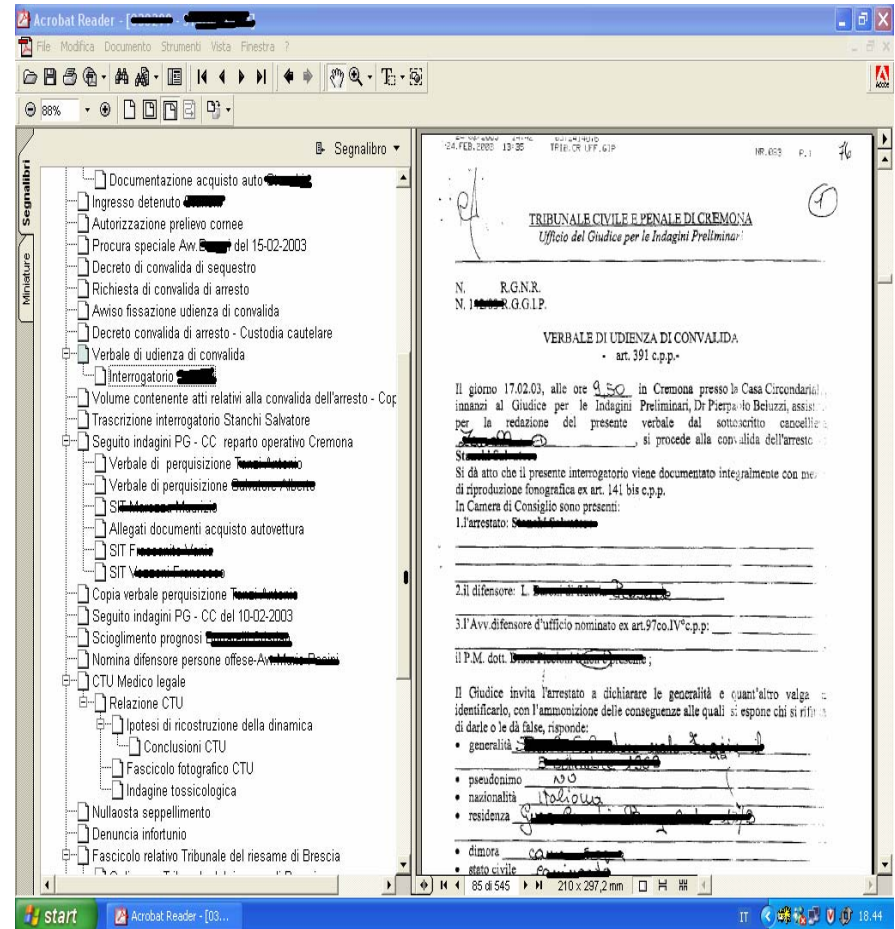 Acrobat Reader - [
File Modifica Documento Strumenti Vista Finestra ?
Adobe
88%
Segnalibri
Miniature
Segnalibro
Documentazione acquisto auto
Ingresso detenuto
Autorizzazione prelievo cornee
Procura speciale Avv. del 15-02-2003
Decreto di convalida di sequestro
Richiesta di convalida di arresto
Avviso fissazione udienza di convalida
Decreto convalida di arresto - Custodia cautelare
Verbale di udienza di convalida
Interrogatorio
Volume contenente atti relativi alla convalida dell'arresto - Cop
Trascrizione interrogatorio Stanchi Salvatore
Seguito indagini PG - CC reparto operativo Cremona
Verbale di perquisizione
Verbale di perquisizione
SIT
Allegati documenti acquisto autovettura
SIT
SIT
Copia verbale perquisizione
Seguito indagini PG - CC del 10-02-2003
Scioglimento prognosi
Nomina difensore persone offese-Avv.
CTU Medico legale
Relazione CTU
Ipotesi di ricostruzione della dinamica
Conclusioni CTU
Fascicolo fotografico CTU
Indagine tossicologica
Nullaosta seppellimento
Denuncia infortunio
Fascicolo relativo Tribunale del riesame di Brescia
24.FEB.2003 13:35 TRIB.CR UFF.GIP NR.083 P.1 76
1
TRIBUNALE CIVILE E PENALE DI CREMONA
Ufficio del Giudice per le Indagini Preliminari
N. R.G.N.R.
N. R.G.G.I.P.
VERBALE DI UDIENZA DI CONVALIDA
- art. 391 c.p.p.-
Il giorno 17.02.03, alle ore 9,50 in Cremona presso la Casa Circondarial
innanzi al Giudice per le Indagini Preliminari, Dr Pierpaolo Beluzzi, assist
per la redazione del presente verbale dal sottoscritto cancellie
, si procede alla convalida dell'arresto
Si dà atto che il presente interrogatorio viene documentato integralmente con me
di riproduzione fonografica ex art. 141 bis c.p.p.
In Camera di Consiglio sono presenti:
1.l'arrestato:
2.il difensore: L.
3.l'Avv.difensore d'ufficio nominato ex art.97co.IV°c.p.p:
il P.M. dott. ;
Il Giudice invita l'arrestato a dichiarare le generalità e quant'altro valga
identificarlo, con l'ammonizione delle conseguenze alle quali si espone chi si rifiu
di darle o le dà false, risponde:
• generalità
• pseudonimo NO
• nazionalità Italiana
• residenza
• dimora
• stato civile
85 di 545 210 x 297,2 mm
start Acrobat Reader - [03... IT 18.44